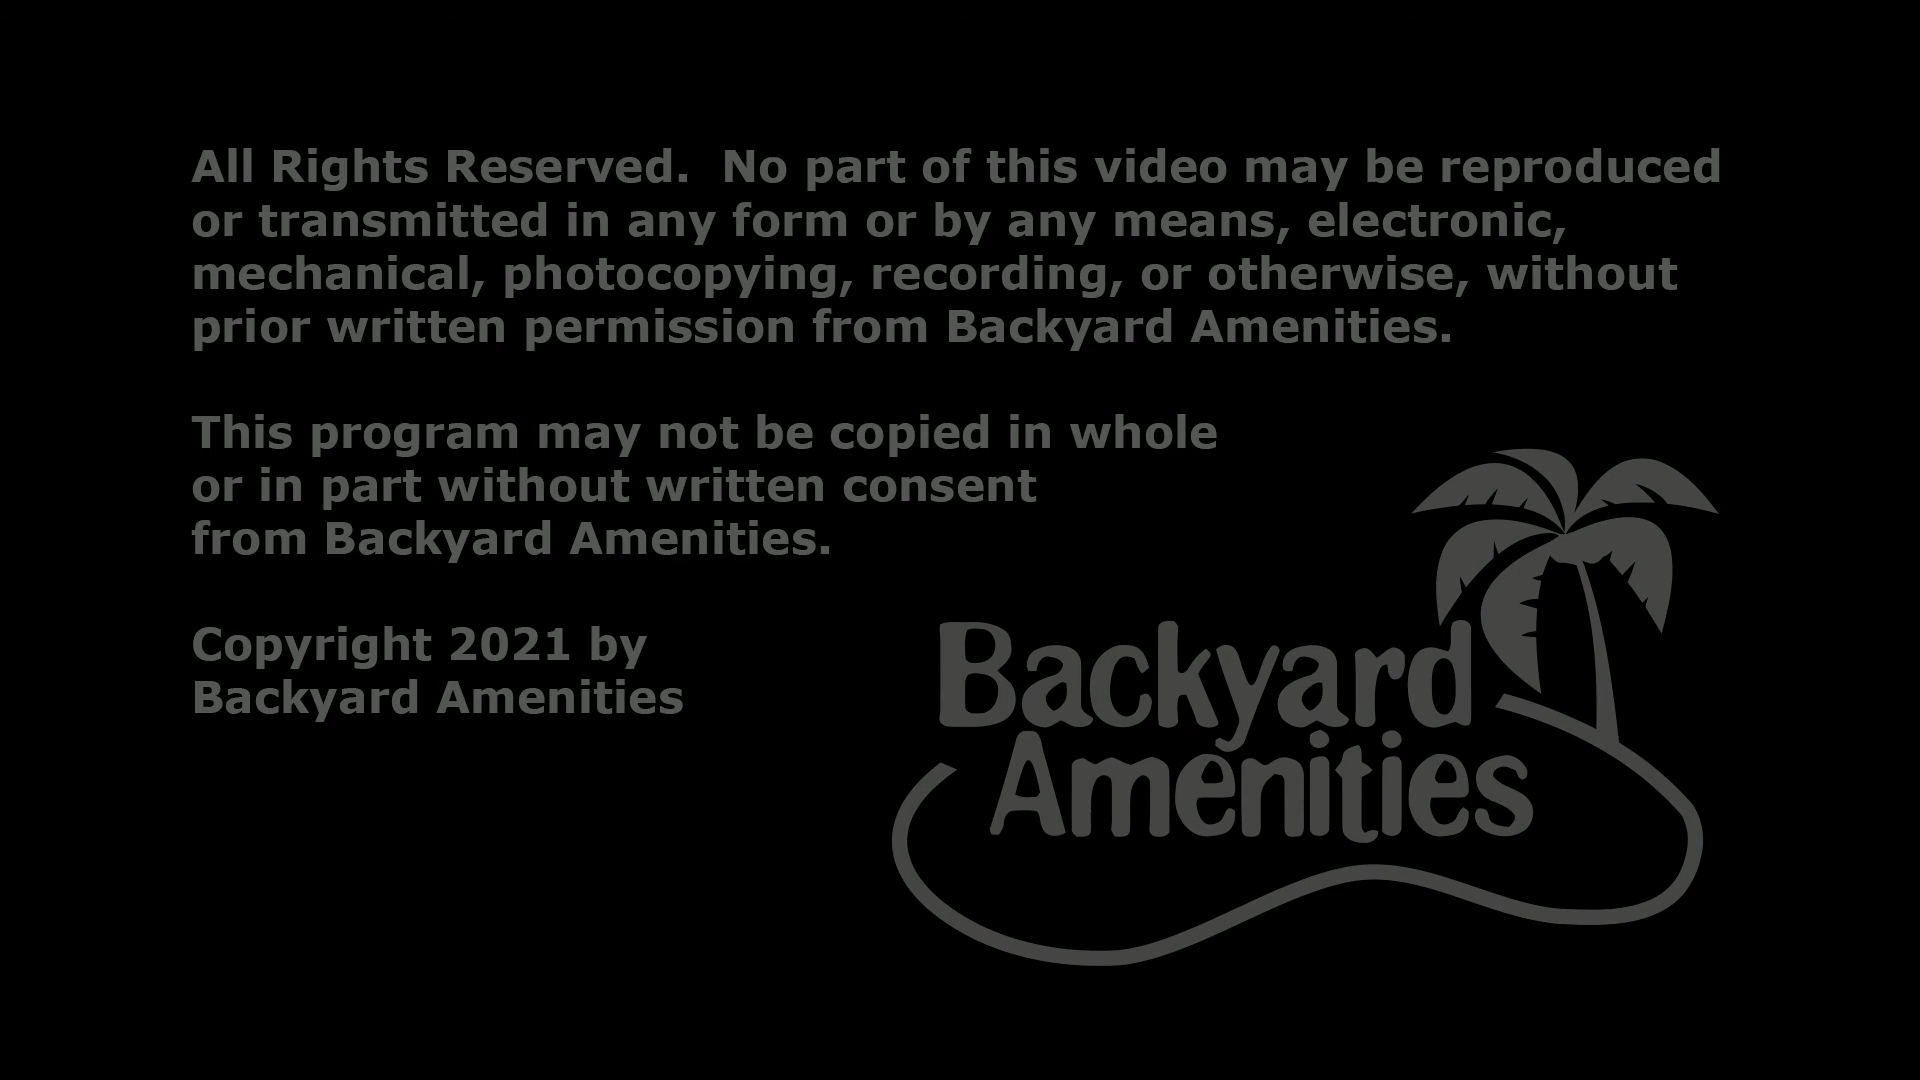 All Rights Reserved.  No part of this video may be reproduced
or transmitted in any form or by any means, electronic,
mechanical, photocopying, recording, or otherwise, without
prior written permission from Backyard Amenities.
This program may not be copied in whole
or in part without written consent
from Backyard Amenities.
Copyright 2021 by
Backyard Amenities
Backyard
Amenities